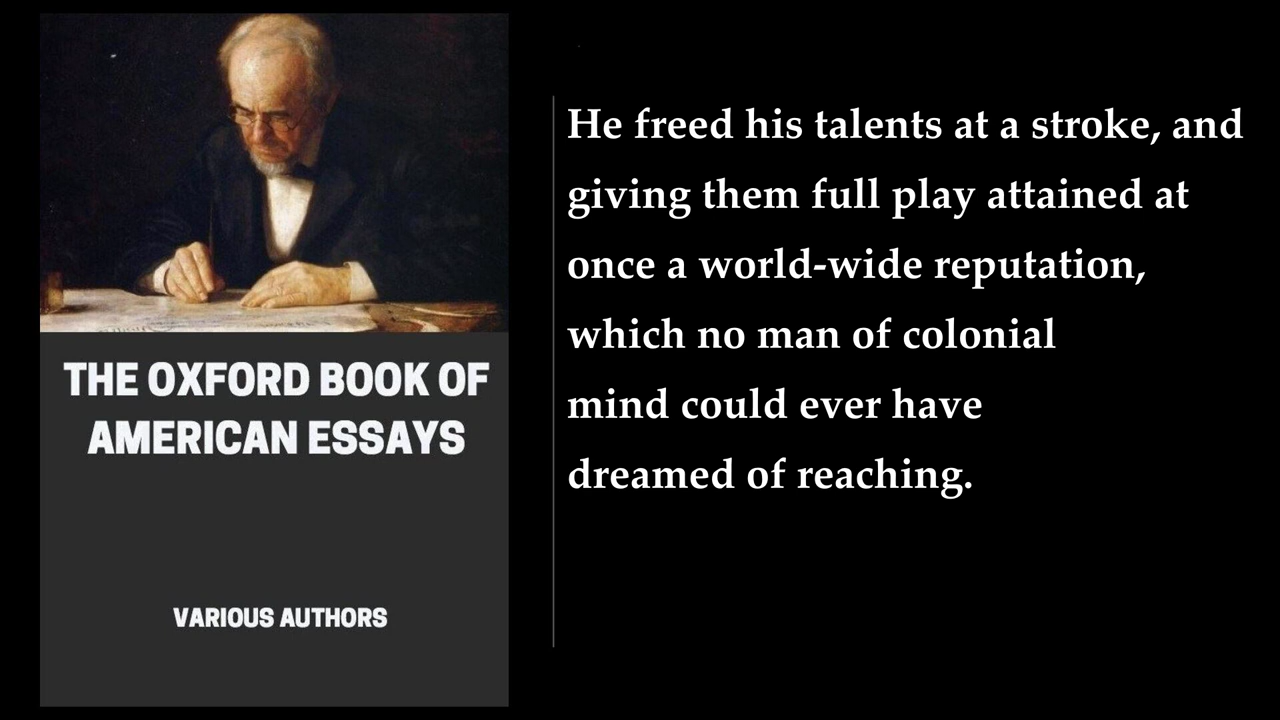 THE OXFORD BOOK OF
AMERICAN ESSAYS
VARIOUS AUTHORS
He freed his talents at a stroke, and
giving them full play attained at
once a world-wide reputation,
which no man of colonial
mind could ever have
dreamed of reaching.